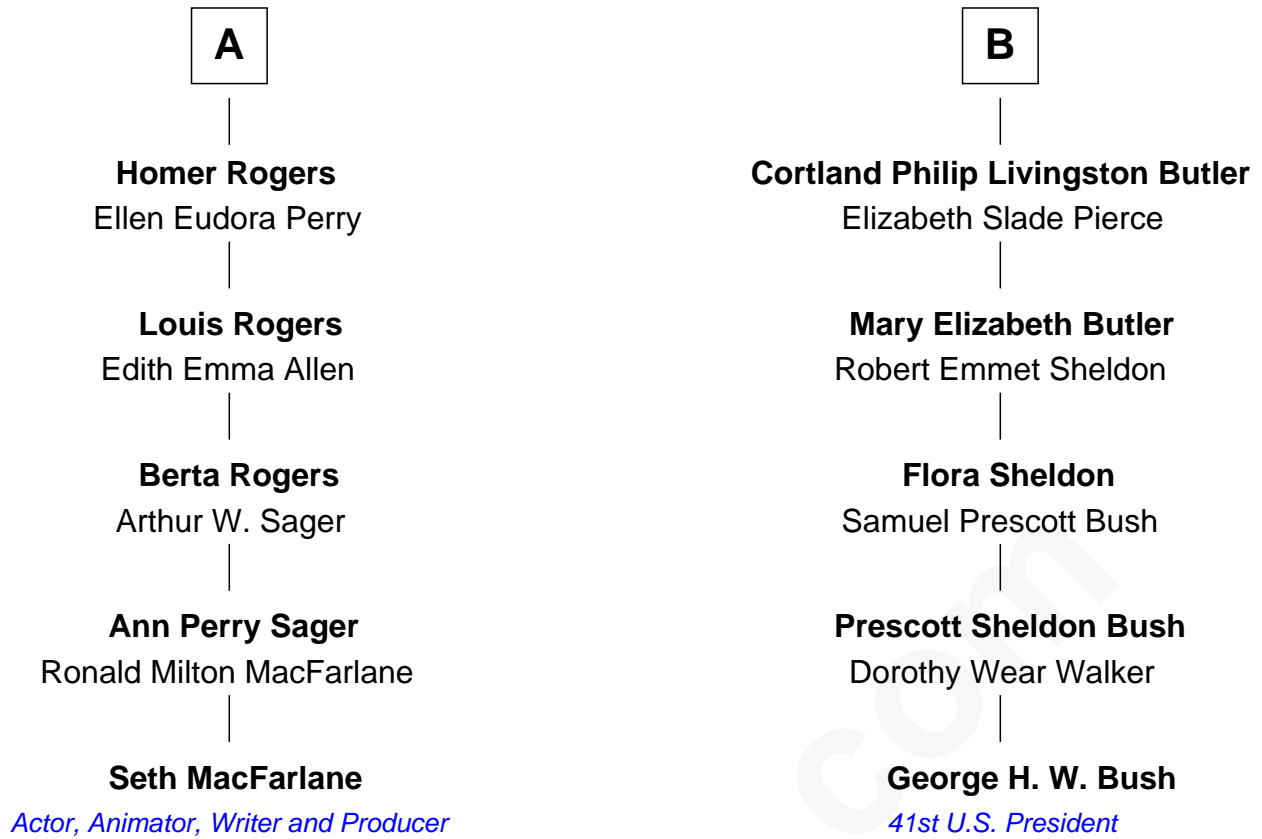 A
Homer Rogers
Ellen Eudora Perry
Louis Rogers
Edith Emma Allen
Berta Rogers
Arthur W. Sager
Ann Perry Sager
Ronald Milton MacFarlane
Seth MacFarlane
Actor, Animator, Writer and Producer
B
Cortland Philip Livingston Butler
Elizabeth Slade Pierce
Mary Elizabeth Butler
Robert Emmet Sheldon
Flora Sheldon
Samuel Prescott Bush
Prescott Sheldon Bush
Dorothy Wear Walker
George H. W. Bush
41st U.S. President
com